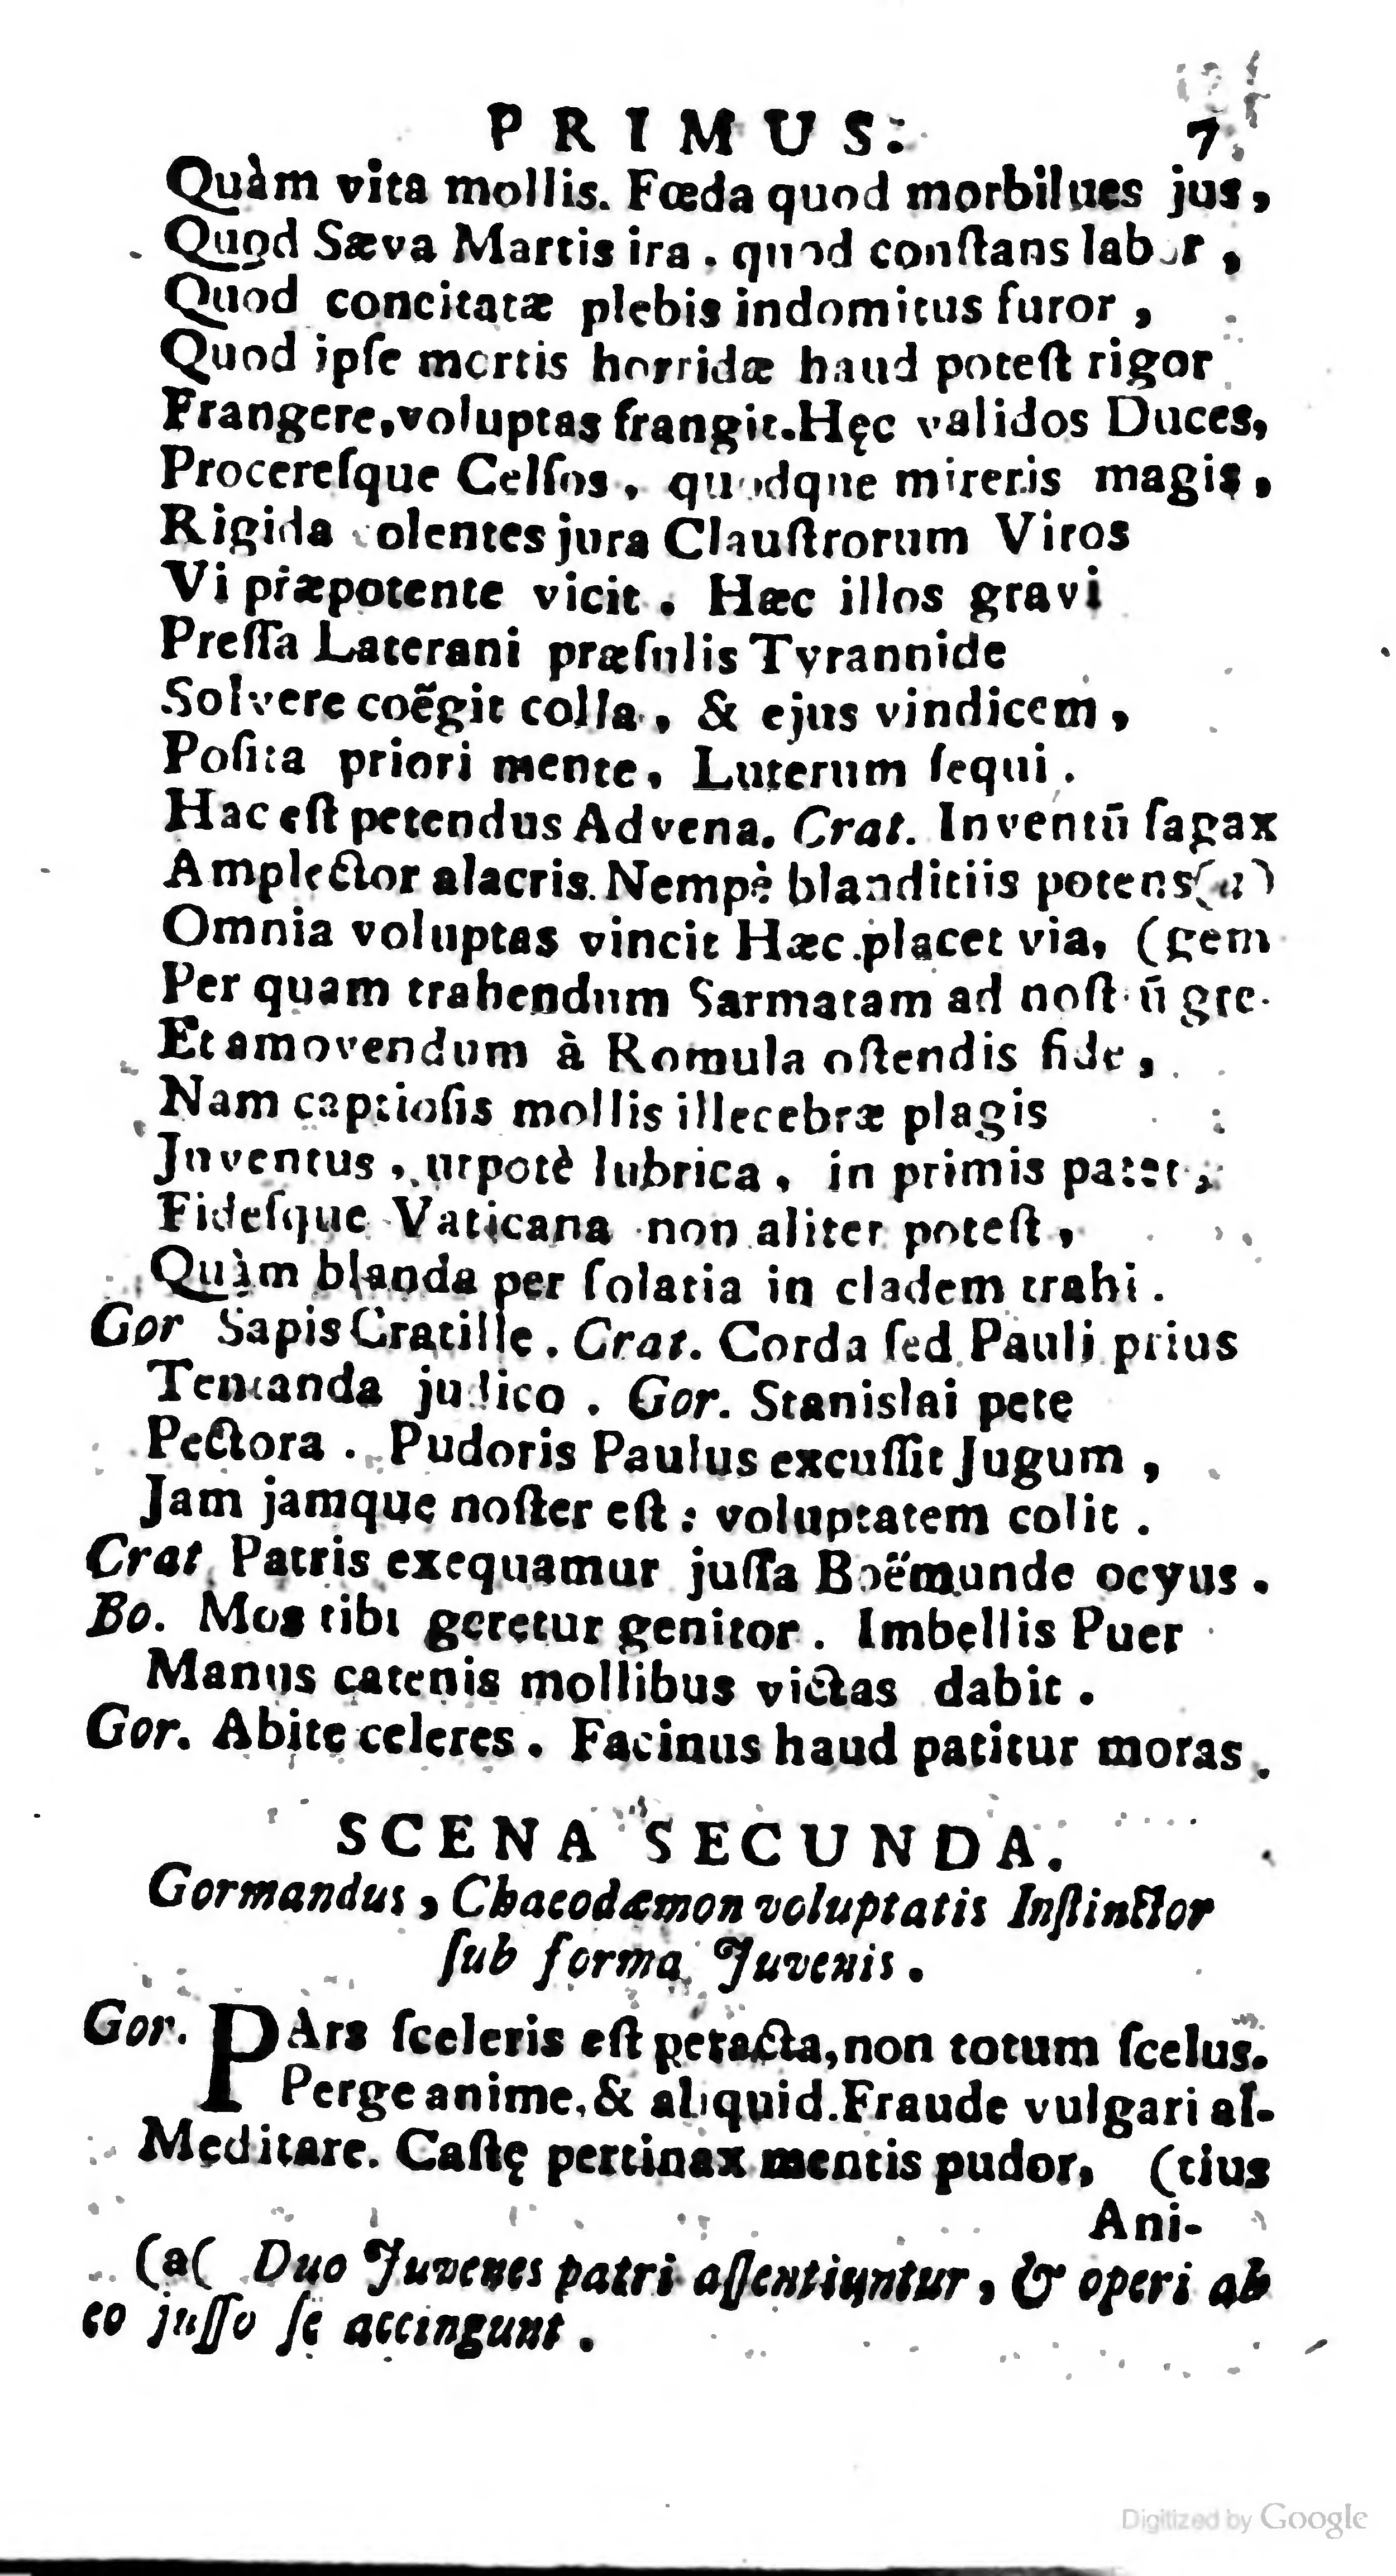 PRIMUS. 7
Quàm vita mollis. Fœda quod morbilues jus,
Quod Sæva Martis ira, quod conſtans labor,
Quod concitatæ plebis indomitus furor,
Quod ipſe mortis horridæ haud poteſt rigor
Frangere, voluptas frangit. Hęc validos Duces,
Procereſque Celſos, quodque mireris magis,
Rigida colentes jura Clauſtrorum Viros
Vi præpotente vicit. Hæc illos gravi
Preſſa Laterani præſulis Tyrannide
Solvere coëgit colla, & ejus vindicem,
Poſita priori mente, Luterum ſequi.
Hac eſt petendus Advena. Crat. Inventū ſagax
Amplector alacris. Nempè blanditiis potens (a)
Omnia voluptas vincit Hæc placet via, (gem
Per quam trahendum Sarmatam ad noſtrū gre-
Et amovendum à Romula oſtendis fide,
Nam captioſis mollis illecebræ plagis
Juventus, utpotè lubrica, in primis patet,
Fideſque Vaticana non aliter poteſt,
Quàm blanda per ſolatia in cladem trahi.
Gor Sapis Cratille. Crat. Corda ſed Pauli prius
Tentanda judico. Gor. Stanislai pete
Pectora. Pudoris Paulus excuſſit Jugum,
Jam jamque noſter eſt: voluptatem colit.
Crat. Patris exequamur juſſa Boëmunde ocyus.
Bo. Mos tibi geretur genitor. Imbellis Puer
Manus catenis mollibus victas dabit.
Gor. Abite celeres. Facinus haud patitur moras.
SCENA SECUNDA.
Gormandus, Chacodæmon voluptatis Inſtinctor
ſub forma Juvenis.
Gor. PArs ſceleris eſt peracta, non totum ſcelus.
Perge anime, & aliquid. Fraude vulgari al-
Meditare. Caſtę pertinax mentis pudor, (tius
Ani-
(a( Duo Juvenes patri aſſentiuntur, & operi ab
eo juſſo ſe accingunt.
Digitized by Google